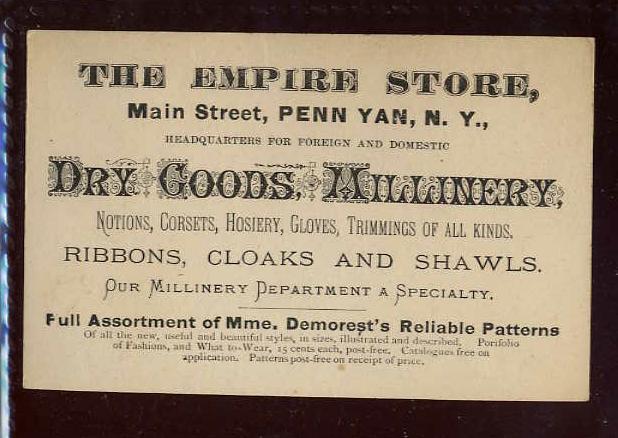 THE EMPIRE STORE,
Main Street, PENN YAN, N. Y.,
HEADQUARTERS FOR FOREIGN AND DOMESTIC
DRY GOODS, MILLINERY,
NOTIONS, CORSETS, HOSIERY, GLOVES, TRIMMINGS OF ALL KINDS.
RIBBONS, CLOAKS AND SHAWLS.
OUR MILLINERY DEPARTMENT A SPECIALTY.
Full Assortment of Mme. Demorest's Reliable Patterns
Of all the new, useful and beautiful styles, in sizes, illustrated and described. Portfolio
of Fashions, and What to-Wear, 15 cents each, post-free. Catalogues free on
application. Patterns post-free on receipt of price.